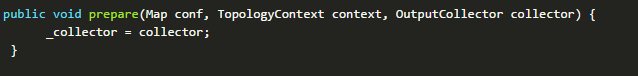 public void prepare(Map conf, TopologyContext context, OutputCollector collector) {
_collector = collector;
}